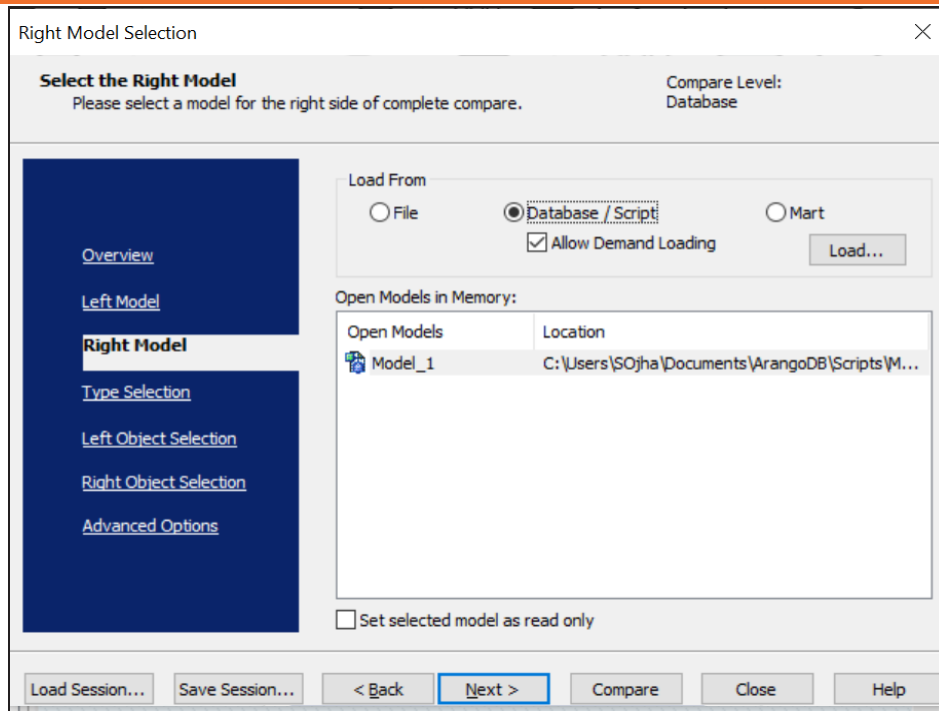 Right Model Selection
Select the Right Model
Please select a model for the right side of complete compare.
Compare Level:
Database
Overview
Left Model
Right Model
Type Selection
Left Object Selection
Right Object Selection
Advanced Options
Load From
File
Database / Script
Mart
Allow Demand Loading
Load...
Open Models in Memory:
Open Models Location
Model_1 C:\Users\SOjha\Documents\ArangoDB\Scripts\M...
Set selected model as read only
Load Session... Save Session... < Back Next > Compare Close Help